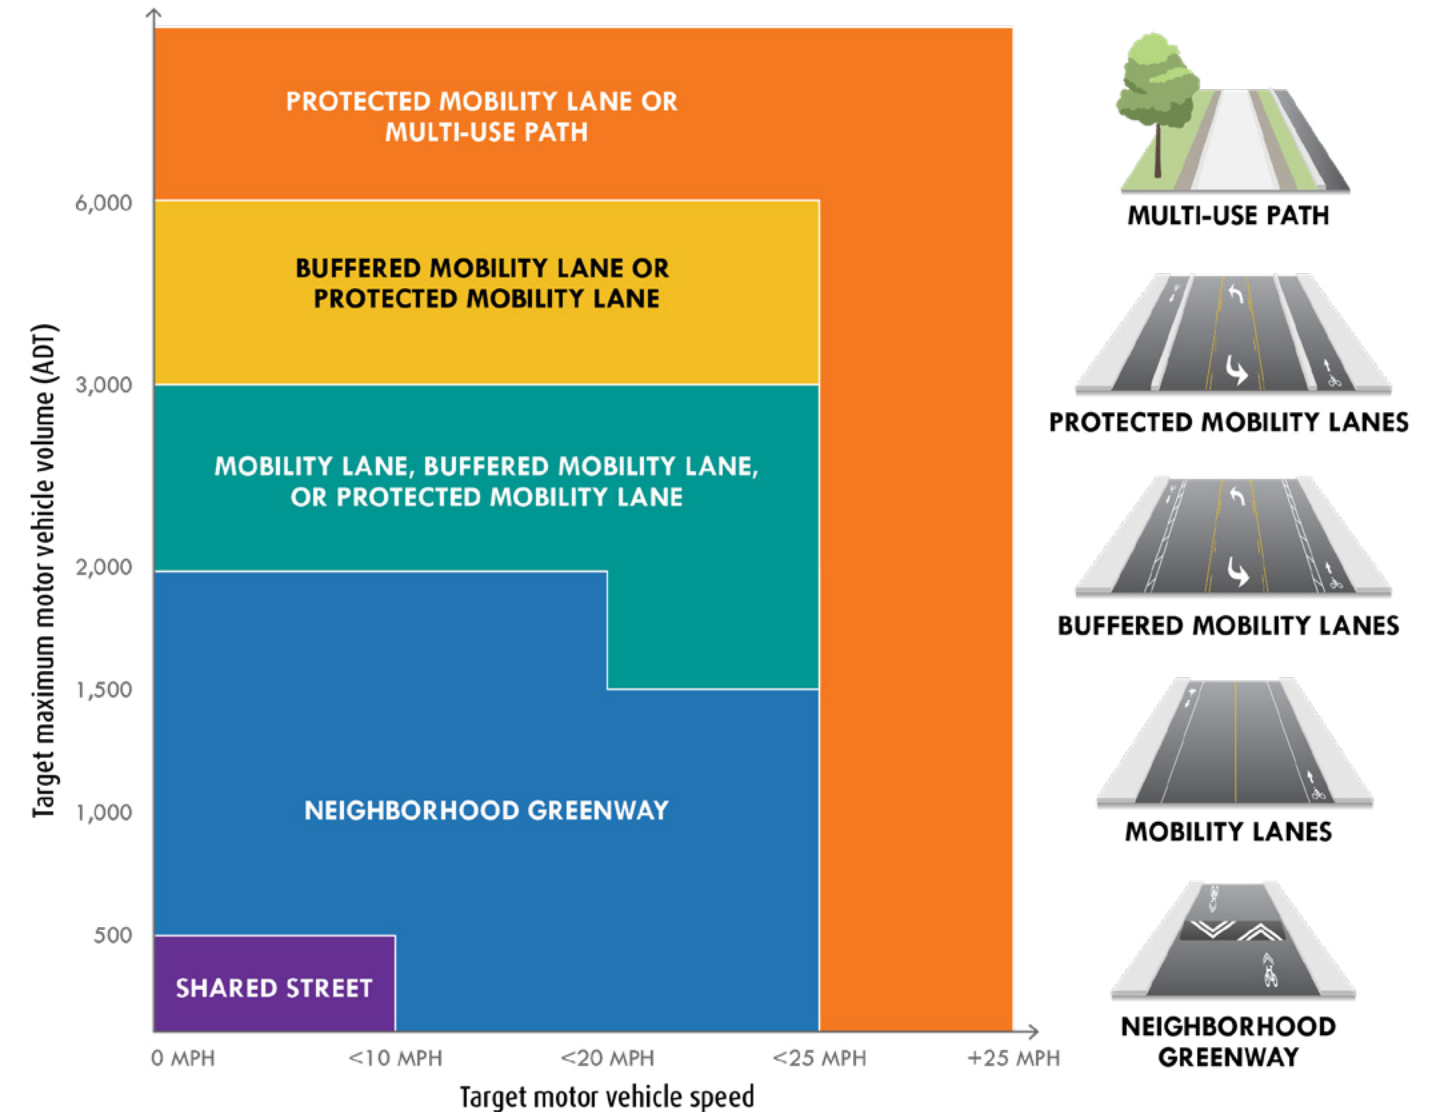 PROTECTED MOBILITY LANE OR
MULTI-USE PATH
6,000
BUFFERED MOBILITY LANE OR
PROTECTED MOBILITY LANE
3,000
MOBILITY LANE, BUFFERED MOBILITY LANE,
OR PROTECTED MOBILITY LANE
2,000
1,500
NEIGHBORHOOD GREENWAY
1,000
500
SHARED STREET
Target maximum motor vehicle volume (ADT)
0 MPH
<10 MPH
<20 MPH
<25 MPH
+25 MPH
Target motor vehicle speed
MULTI-USE PATH
PROTECTED MOBILITY LANES
BUFFERED MOBILITY LANES
MOBILITY LANES
NEIGHBORHOOD
GREENWAY